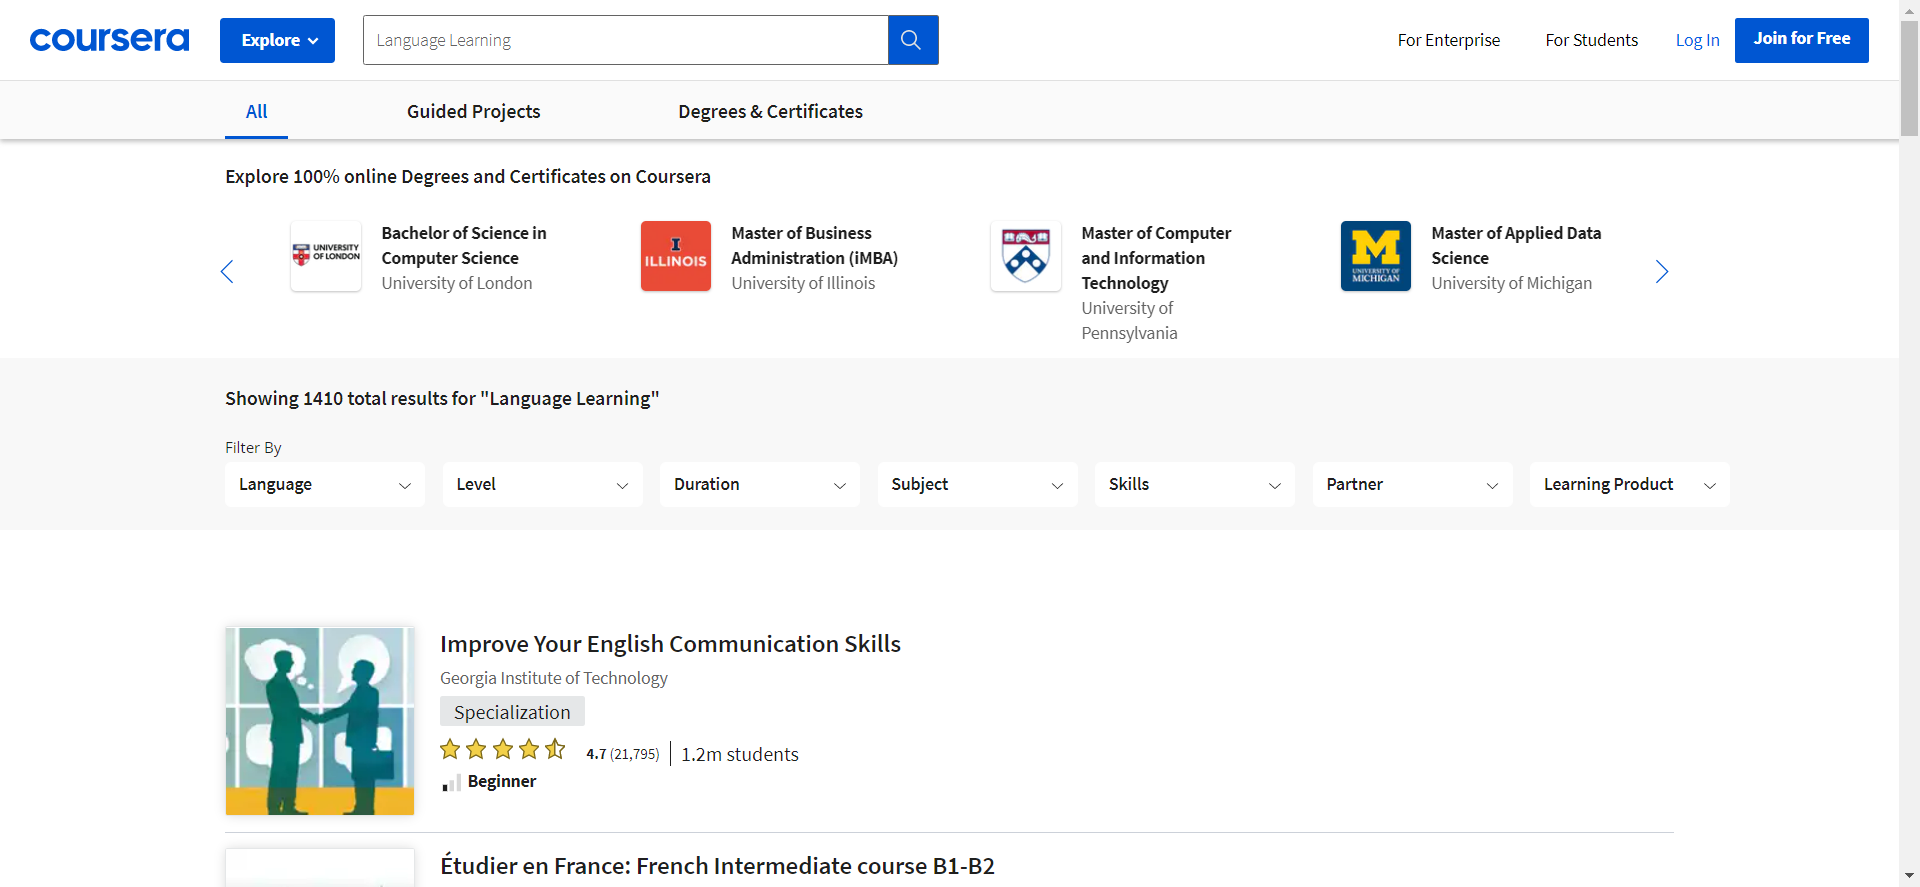 coursera
Explore
Language Learning
For Enterprise
For Students
Log In
Join for Free
All
Guided Projects
Degrees & Certificates
Explore 100% online Degrees and Certificates on Coursera
UNIVERSITY
OF LONDON
Bachelor of Science in
Computer Science
University of London
I
ILLINOIS
Master of Business
Administration (iMBA)
University of Illinois
Master of Computer
and Information
Technology
University of
Pennsylvania
M
UNIVERSITY OF
MICHIGAN
Master of Applied Data
Science
University of Michigan
Showing 1410 total results for "Language Learning"
Filter By
Language
Level
Duration
Subject
Skills
Partner
Learning Product
Improve Your English Communication Skills
Georgia Institute of Technology
Specialization
4.7 (21,795)
1.2m students
Beginner
Étudier en France: French Intermediate course B1-B2